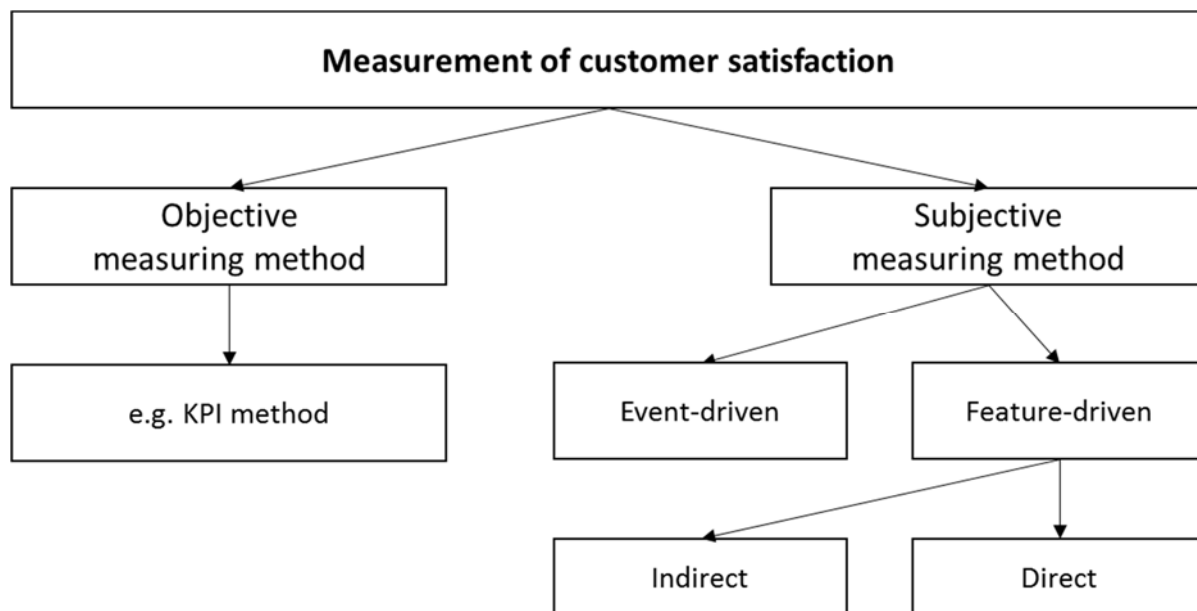 Measurement of customer satisfaction
Objective
measuring method
Subjective
measuring method
e.g. KPI method
Event-driven
Feature-driven
Indirect
Direct